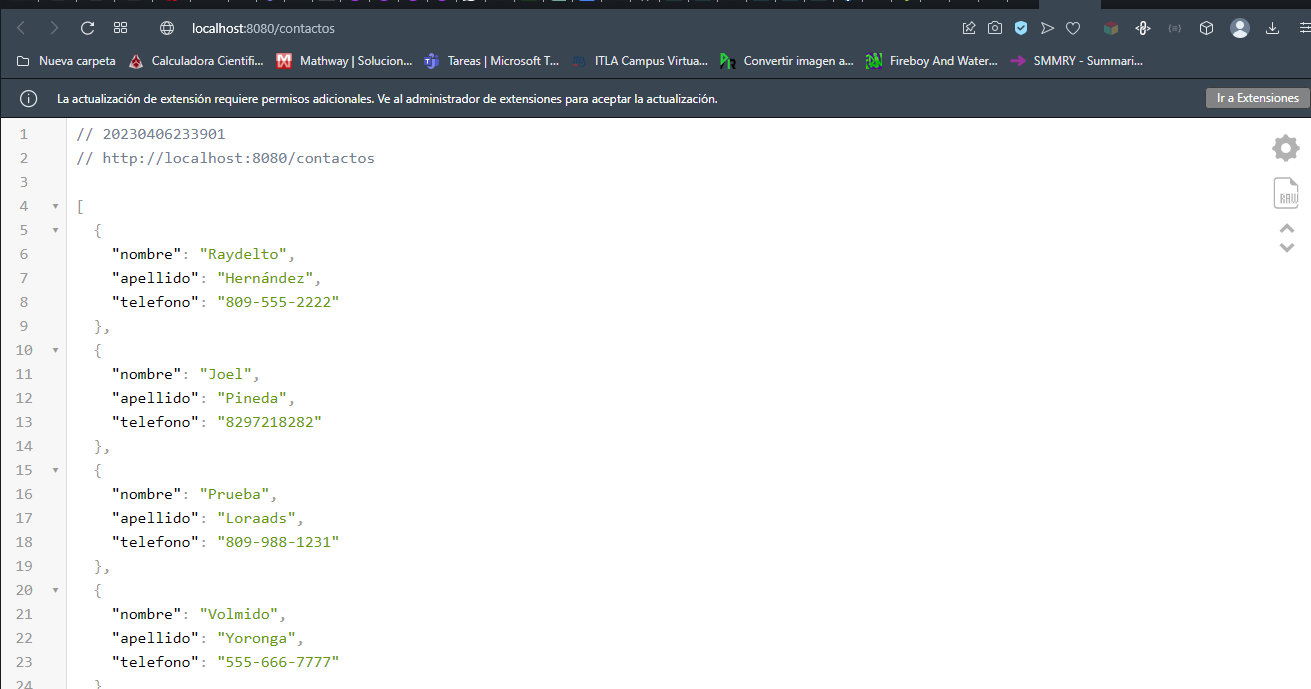 localhost:8080/contactos
Nueva carpeta Calculadora Científi... Mathway | Solucion... Tareas | Microsoft T... ITLA Campus Virtua... Convertir imagen a... Fireboy And Water... SMMRY - Summari...
La actualización de extensión requiere permisos adicionales. Ve al administrador de extensiones para aceptar la actualización. Ir a Extensiones
1 // 20230406233901
2 // http://localhost:8080/contactos
3
4 [
5 {
6 "nombre": "Raydelto",
7 "apellido": "Hernández",
8 "telefono": "809-555-2222"
9 },
10 {
11 "nombre": "Joel",
12 "apellido": "Pineda",
13 "telefono": "8297218282"
14 },
15 {
16 "nombre": "Prueba",
17 "apellido": "Loraads",
18 "telefono": "809-988-1231"
19 },
20 {
21 "nombre": "Volmido",
22 "apellido": "Yoronga",
23 "telefono": "555-666-7777"
24 }
RAW